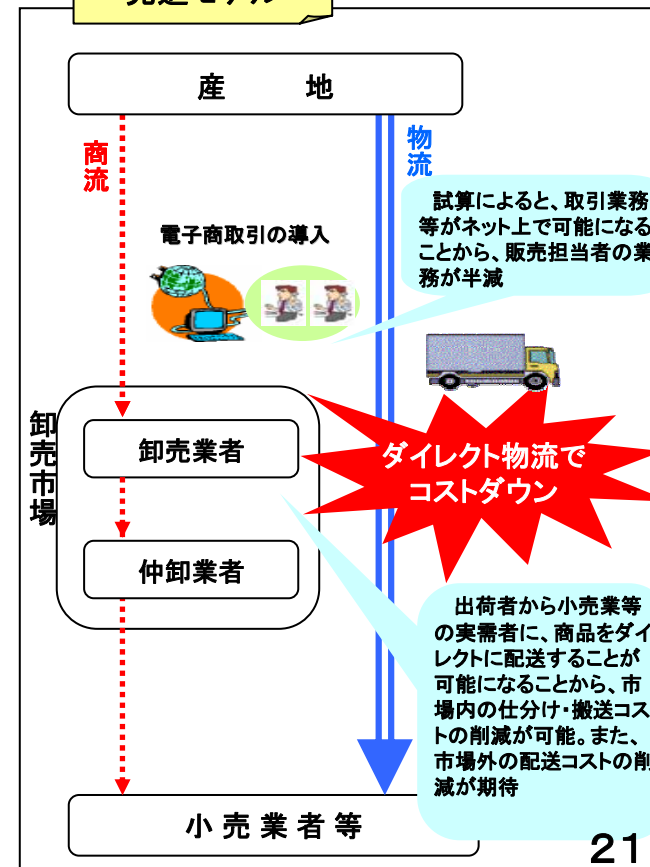 産　地
商流
物流
試算によると、取引業務
等がネット上で可能になる
ことから、販売担当者の業
務が半減
電子商取引の導入
卸売市場
卸売業者
ダイレクト物流で
コストダウン
仲卸業者
出荷者から小売業等
の実需者に、商品をダイ
レクトに配送することが
可能になることから、市
場内の仕分け・搬送コス
トの削減が可能。また、
市場外の配送コストの削
減が期待
小売業者等
21